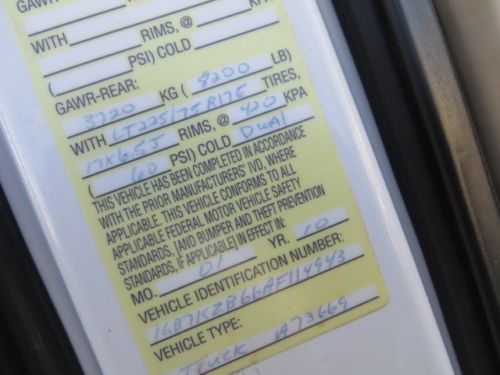 GAWR-
WITH RIMS, @
( PSI) COLD
GAWR-REAR:
3720 KG ( 8200 LB)
WITH LT225/75R17E TIRES,
17x6.5J RIMS, @ 420 KPA
( 60 PSI) COLD DUAL
THIS VEHICLE HAS BEEN COMPLETED IN ACCORDANCE
WITH THE PRIOR MANUFACTURERS' IVD. WHERE
APPLICABLE. THIS VEHICLE CONFORMS TO ALL
APPLICABLE FEDERAL MOTOR VEHICLE SAFETY
STANDARDS, [AND BUMPER AND THEFT PREVENTION
STANDARDS, IF APPLICABLE] IN EFFECT IN:
MO. 01 YR. 10
VEHICLE IDENTIFICATION NUMBER:
1GB7KZB66AF114943
VEHICLE TYPE:
Truck A73669